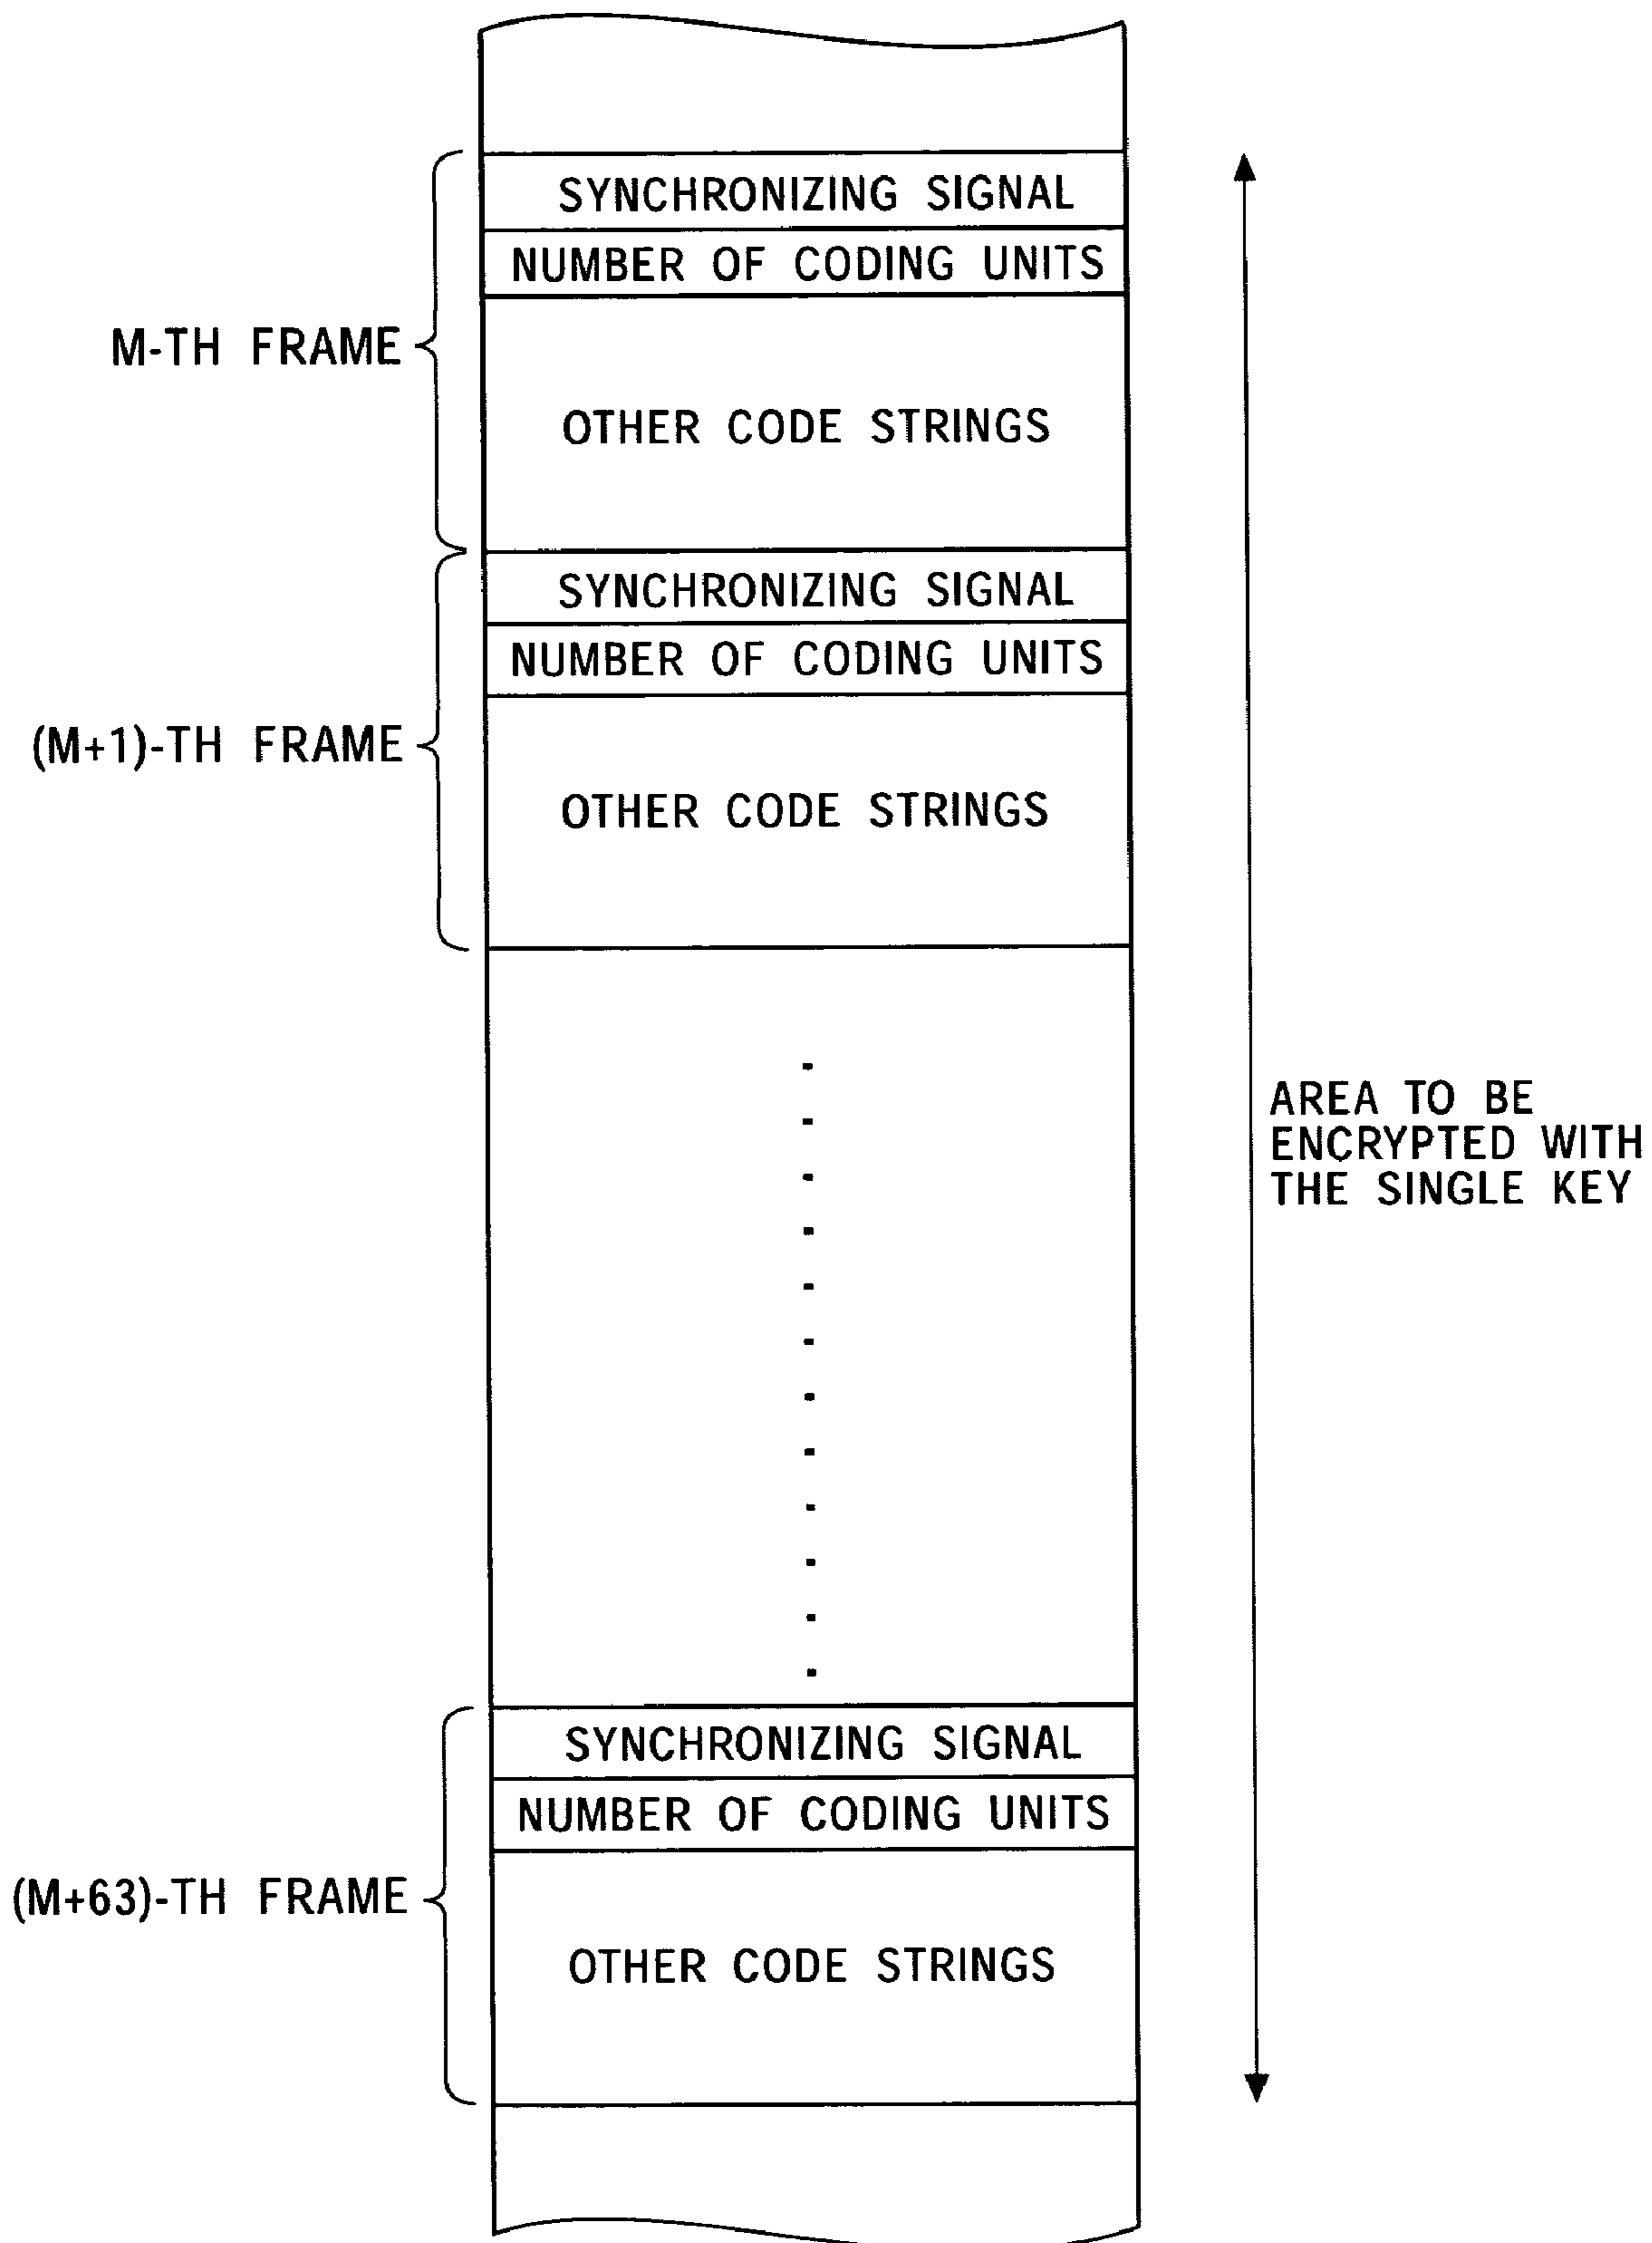 SYNCHRONIZING SIGNAL
NUMBER OF CODING UNITS
M-TH FRAME
OTHER CODE STRINGS
SYNCHRONIZING SIGNAL
NUMBER OF CODING UNITS
(M+1)-TH FRAME
OTHER CODE STRINGS
AREA TO BE
ENCRYPTED WITH
THE SINGLE KEY
SYNCHRONIZING SIGNAL
NUMBER OF CODING UNITS
(M+63)-TH FRAME
OTHER CODE STRINGS